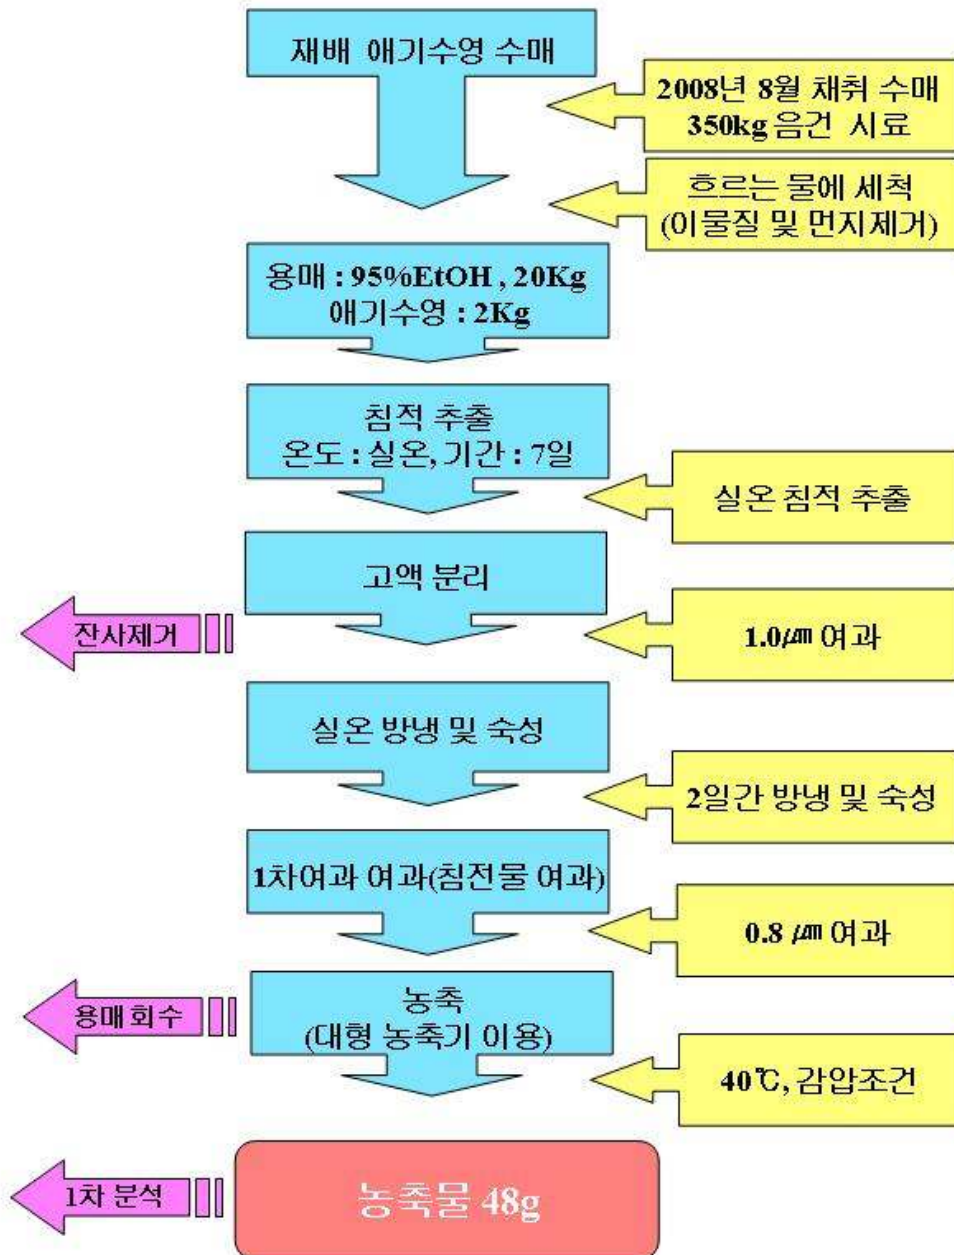 재배 애기수영 수매
2008년 8월 채취 수매
350kg 음건 시료
흐르는 물에 세척
(이물질 및 먼지제거)
용매 : 95%EtOH , 20Kg
애기수영 : 2Kg
침적 추출
온도 : 실온, 기간 : 7일
실온 침적 추출
고액 분리
잔사제거
1.0㎛ 여과
실온 방냉 및 숙성
2일간 방냉 및 숙성
1차여과 여과(침전물 여과)
0.8 ㎛ 여과
농축
(대형 농축기 이용)
용매 회수
40℃, 감압조건
1차 분석
농축물 48g